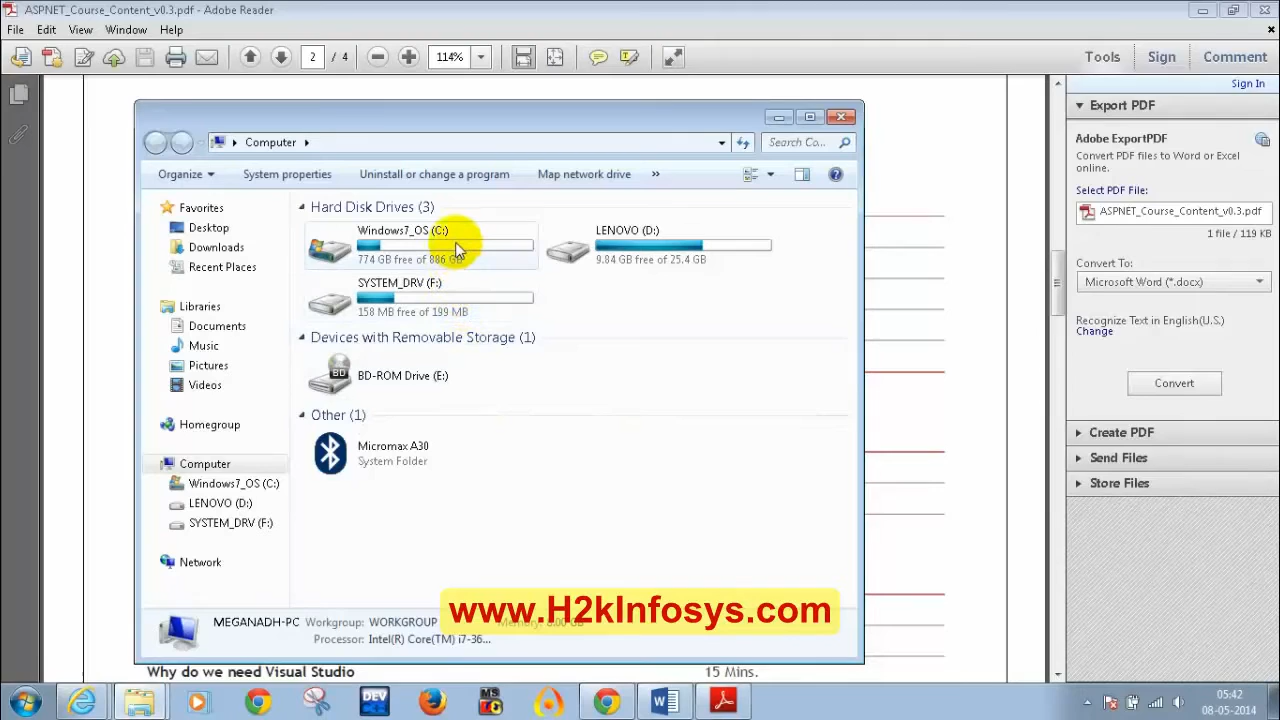 ASPNET_Course_Content_v0.3.pdf - Adobe Reader
File Edit View Window Help
2 / 4 114% Tools Sign Comment
Sign In
Export PDF
Adobe ExportPDF
Convert PDF files to Word or Excel
online.
Select PDF File:
ASPNET_Course_Content_v0.3.pdf
1 file / 119 KB
Convert To:
Microsoft Word (*.docx)
Recognize Text in English(U.S.)
Change
Convert
Create PDF
Send Files
Store Files
Computer
Search Co...
Organize System properties Uninstall or change a program Map network drive »
Favorites
Desktop
Downloads
Recent Places
Libraries
Documents
Music
Pictures
Videos
Homegroup
Computer
Windows7_OS (C:)
LENOVO (D:)
SYSTEM_DRV (F:)
Network
Hard Disk Drives (3)
Windows7_OS (C:)
774 GB free of 886 GB
LENOVO (D:)
9.84 GB free of 25.4 GB
SYSTEM_DRV (F:)
158 MB free of 199 MB
Devices with Removable Storage (1)
BD
BD-ROM Drive (E:)
Other (1)
Micromax A30
System Folder
www.H2kInfosys.com
MEGANADH-PC Workgroup: WORKGROUP Memory: 8.00 GB
Processor: Intel(R) Core(TM) i7-36...
Why do we need Visual Studio 15 Mins.
DEV
MS
05:42
08-05-2014